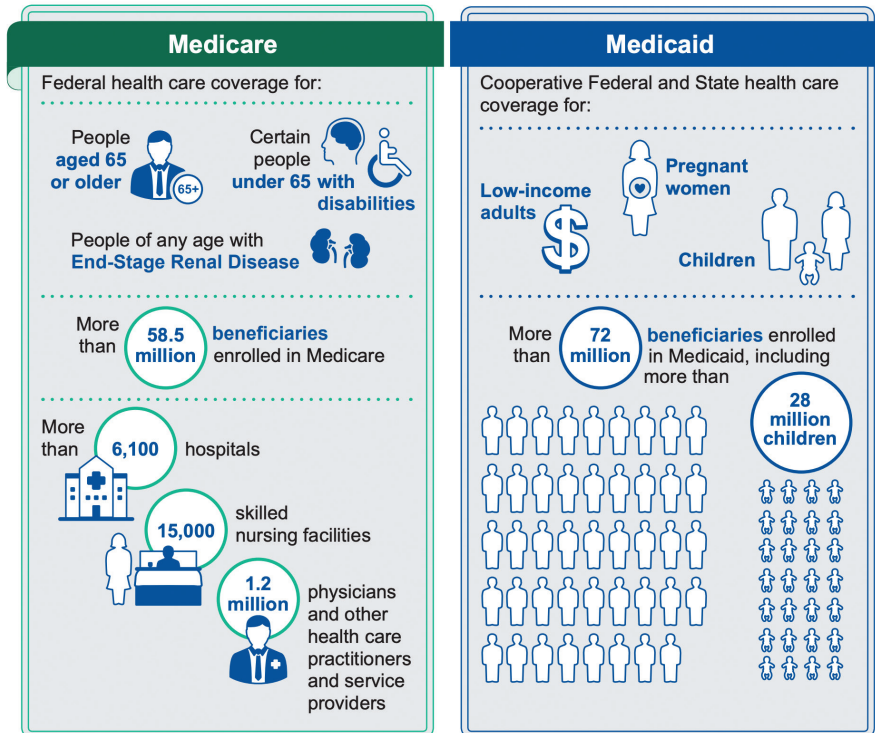 Medicare
Federal health care coverage for:
People
aged 65
or older
65+
Certain
people
under 65 with
disabilities
People of any age with
End-Stage Renal Disease
More
than
58.5
million
beneficiaries
enrolled in Medicare
More
than
6,100
hospitals
15,000
skilled
nursing facilities
1.2
million
physicians
and other
health care
practitioners
and service
providers
Medicaid
Cooperative Federal and State health care
coverage for:
Low-income
adults
$
Pregnant
women
Children
More
than
72
million
beneficiaries enrolled
in Medicaid, including
more than
28
million
children